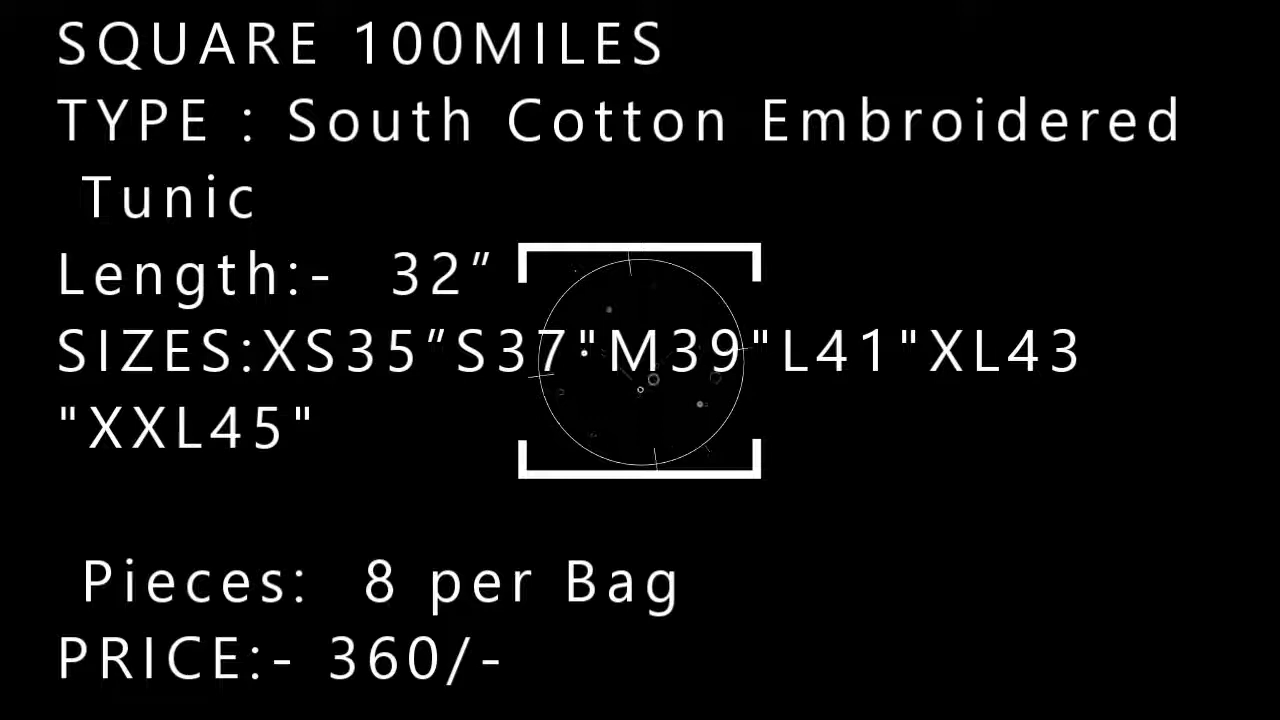 SQUARE 100MILES
TYPE : South Cotton Embroidered
Tunic
Length:- 32”
SIZES:XS35”S37"M39"L41"XL43
"XXL45"
Pieces: 8 per Bag
PRICE:- 360/-